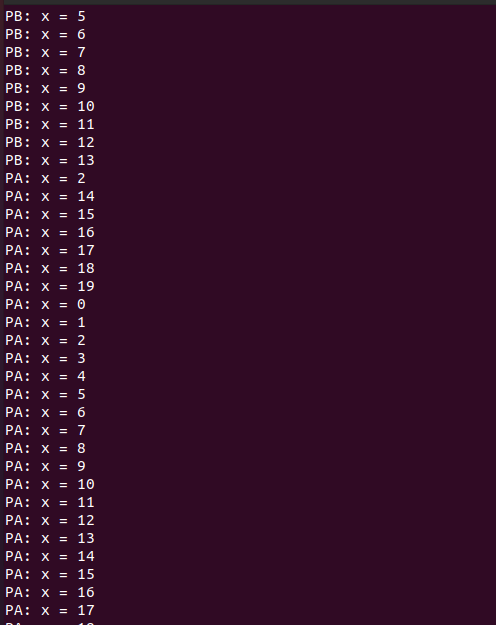 PB: x = 5
PB: x = 6
PB: x = 7
PB: x = 8
PB: x = 9
PB: x = 10
PB: x = 11
PB: x = 12
PB: x = 13
PA: x = 2
PA: x = 14
PA: x = 15
PA: x = 16
PA: x = 17
PA: x = 18
PA: x = 19
PA: x = 0
PA: x = 1
PA: x = 2
PA: x = 3
PA: x = 4
PA: x = 5
PA: x = 6
PA: x = 7
PA: x = 8
PA: x = 9
PA: x = 10
PA: x = 11
PA: x = 12
PA: x = 13
PA: x = 14
PA: x = 15
PA: x = 16
PA: x = 17